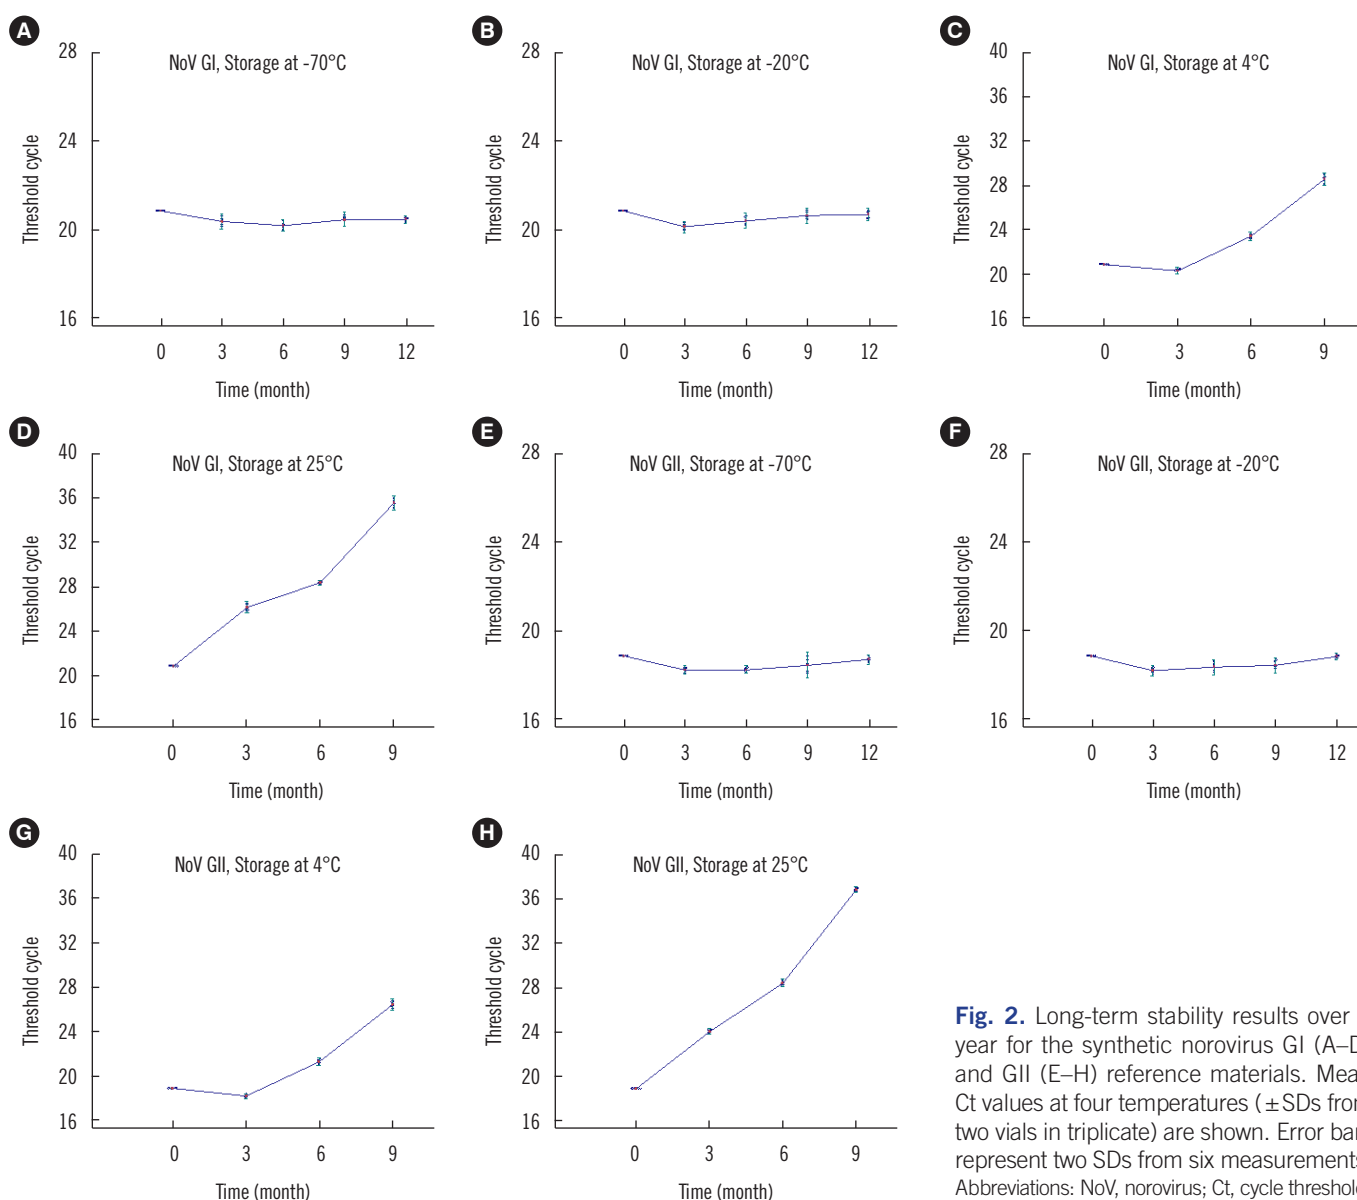 A
NoV GI, Storage at -70°C
28
24
20
16
Threshold cycle
0 3 6 9 12
Time (month)
B
NoV GI, Storage at -20°C
28
24
20
16
Threshold cycle
0 3 6 9 12
Time (month)
C
NoV GI, Storage at 4°C
40
36
32
28
24
20
16
Threshold cycle
0 3 6 9
Time (month)
D
NoV GI, Storage at 25°C
40
36
32
28
24
20
16
Threshold cycle
0 3 6 9
Time (month)
E
NoV GII, Storage at -70°C
28
24
20
16
Threshold cycle
0 3 6 9 12
Time (month)
F
NoV GII, Storage at -20°C
28
24
20
16
Threshold cycle
0 3 6 9 12
Time (month)
G
NoV GII, Storage at 4°C
40
36
32
28
24
20
16
Threshold cycle
0 3 6 9
Time (month)
H
NoV GII, Storage at 25°C
40
36
32
28
24
20
16
Threshold cycle
0 3 6 9
Time (month)
Fig. 2. Long-term stability results over
year for the synthetic norovirus GI (A–D
and GII (E–H) reference materials. Mea
Ct values at four temperatures (±SDs from
two vials in triplicate) are shown. Error bar
represent two SDs from six measurements
Abbreviations: NoV, norovirus; Ct, cycle threshold